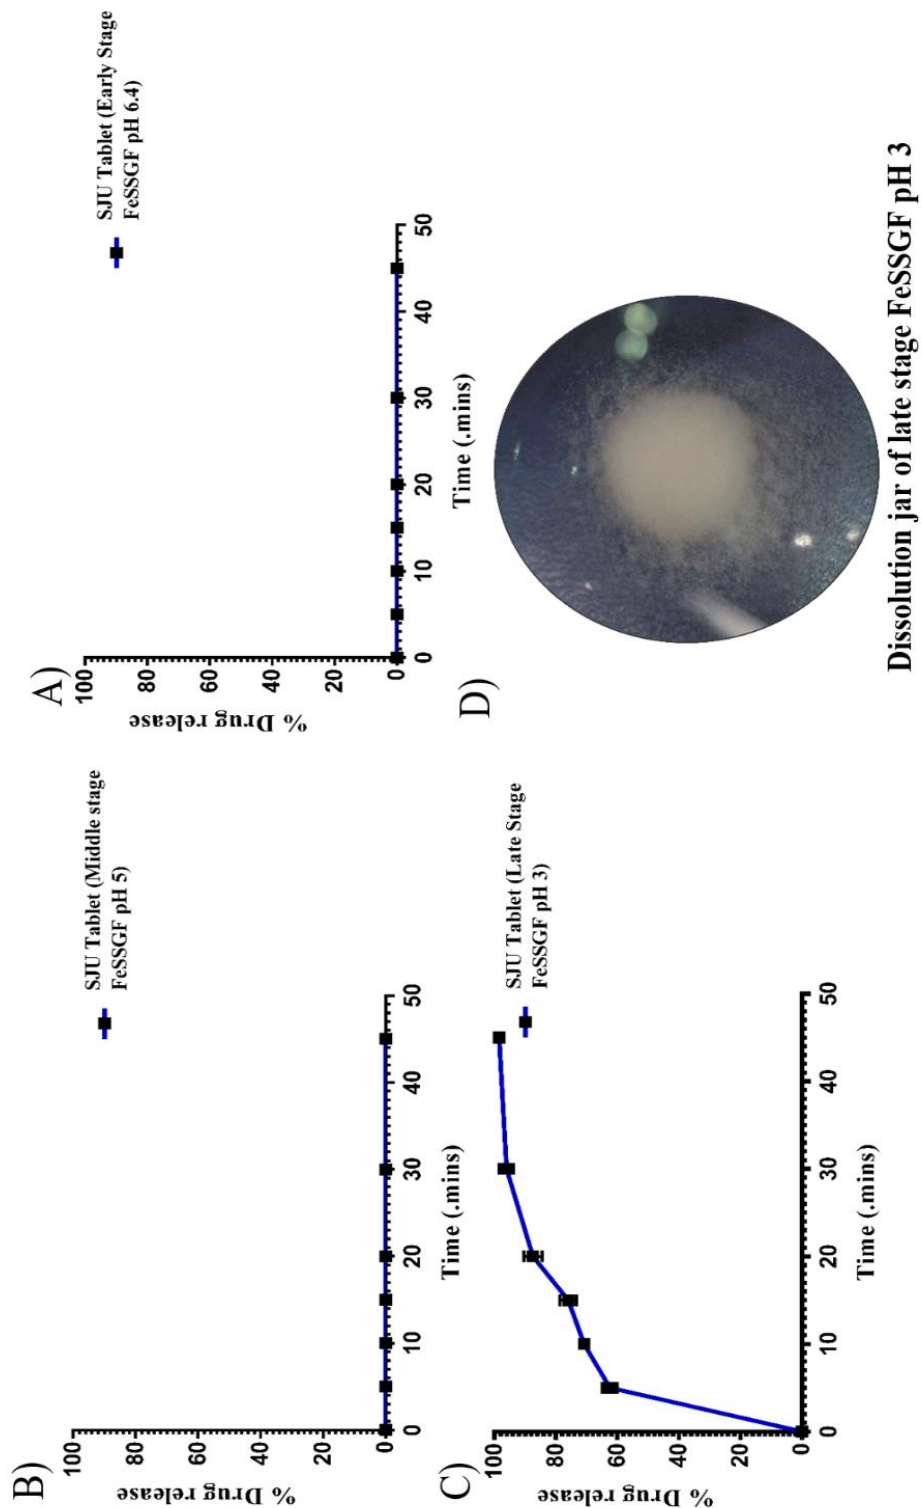 A)
% Drug release
100
80
60
40
20
0
0 10 20 30 40 50
Time (.mins)
SJU Tablet (Early Stage
FeSSGF pH 6.4)
B)
% Drug release
100
80
60
40
20
0
0 10 20 30 40 50
Time (.mins)
SJU Tablet (Middle stage
FeSSGF pH 5)
C)
% Drug release
100
80
60
40
20
0
0 10 20 30 40 50
Time (.mins)
SJU Tablet (Late Stage
FeSSGF pH 3)
D)
Dissolution jar of late stage FeSSGF pH 3